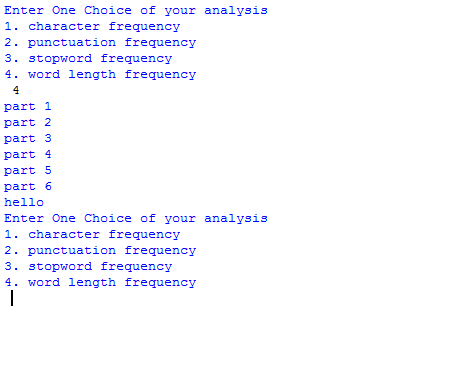 Enter One Choice of your analysis
1. character frequency
2. punctuation frequency
3. stopword frequency
4. word length frequency
4
part 1
part 2
part 3
part 4
part 5
part 6
hello
Enter One Choice of your analysis
1. character frequency
2. punctuation frequency
3. stopword frequency
4. word length frequency